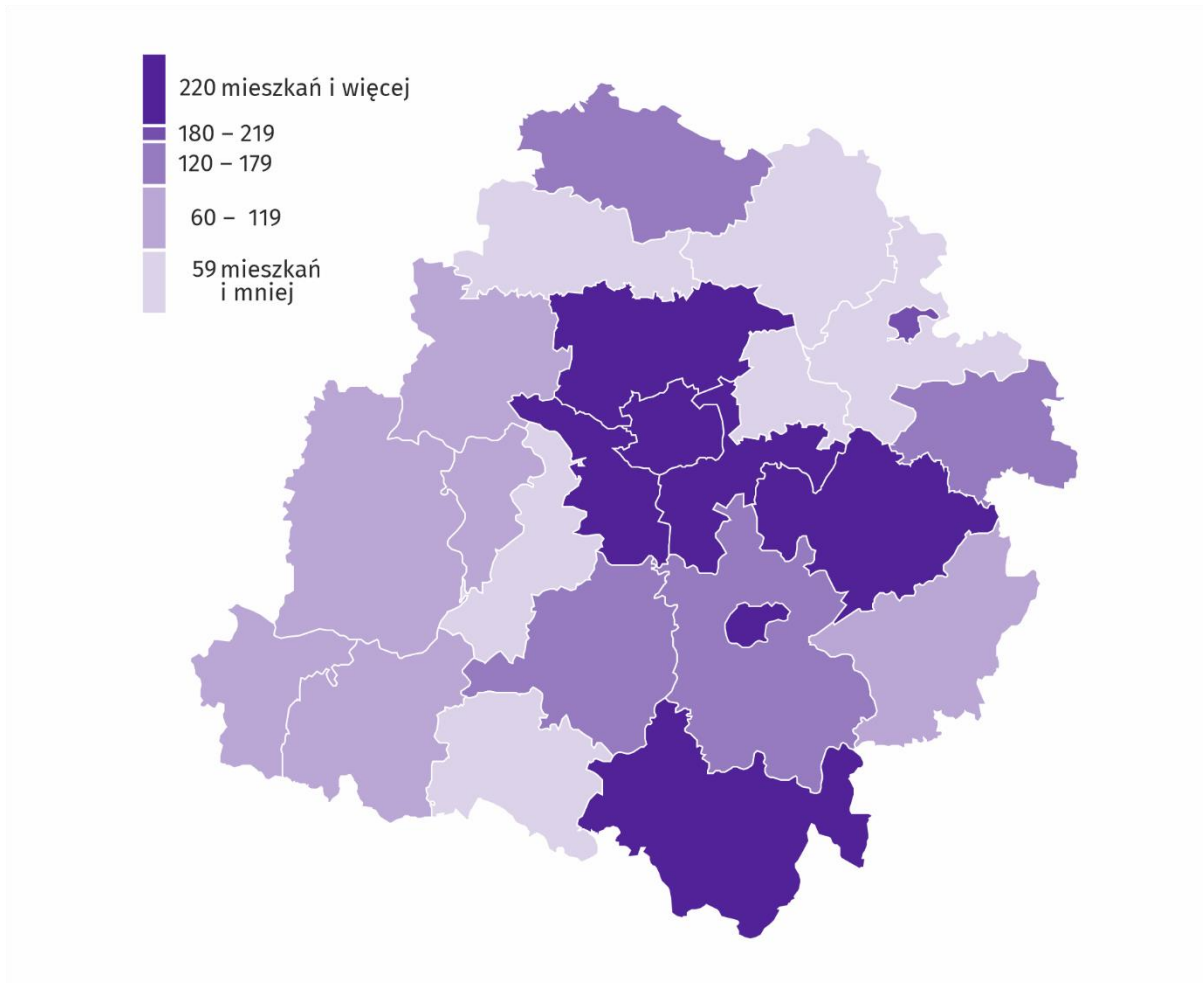 220 mieszkań i więcej
180 – 219
120 – 179
60 – 119
59 mieszkań
i mniej